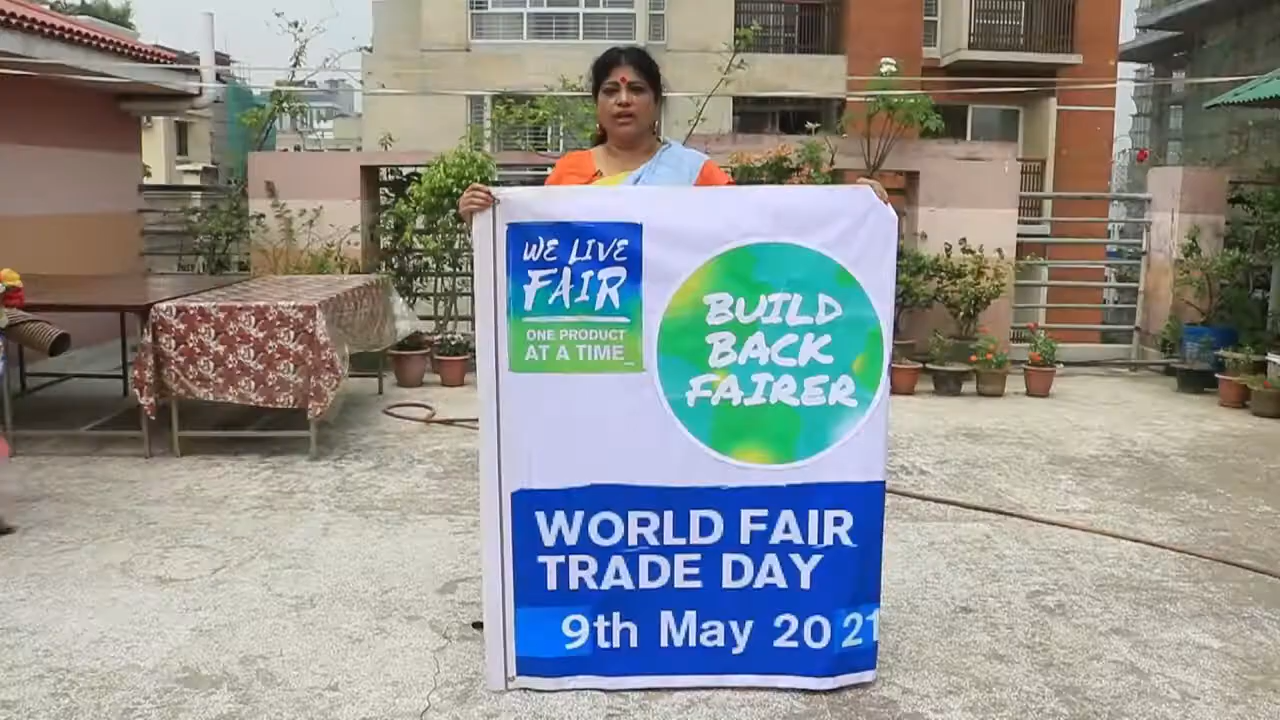 WE LIVE
FAIR
ONE PRODUCT
AT A TIME
BUILD
BACK
FAIRER
WORLD FAIR
TRADE DAY
9th May 2021